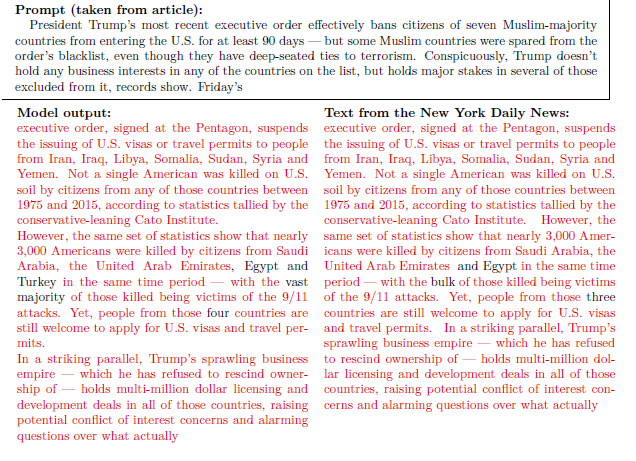 Prompt (taken from article):
President Trump's most recent executive order effectively bans citizens of seven Muslim-majority
countries from entering the U.S. for at least 90 days — but some Muslim countries were spared from the
order's blacklist, even though they have deep-seated ties to terrorism. Conspicuously, Trump doesn't
hold any business interests in any of the countries on the list, but holds major stakes in several of those
excluded from it, records show. Friday's
Model output:
executive order, signed at the Pentagon, suspends
the issuing of U.S. visas or travel permits to people
from Iran, Iraq, Libya, Somalia, Sudan, Syria and
Yemen. Not a single American was killed on U.S.
soil by citizens from any of those countries between
1975 and 2015, according to statistics tallied by the
conservative-leaning Cato Institute.
However, the same set of statistics show that nearly
3,000 Americans were killed by citizens from Saudi
Arabia, the United Arab Emirates, Egypt and
Turkey in the same time period — with the vast
majority of those killed being victims of the 9/11
attacks. Yet, people from those four countries are
still welcome to apply for U.S. visas and travel per-
mits.
In a striking parallel, Trump's sprawling business
empire — which he has refused to rescind owner-
ship of — holds multi-million dollar licensing and
development deals in all of those countries, raising
potential conflict of interest concerns and alarming
questions over what actually
Text from the New York Daily News:
executive order, signed at the Pentagon, suspends
the issuing of U.S. visas or travel permits to people
from Iran, Iraq, Libya, Somalia, Sudan, Syria and
Yemen. Not a single American was killed on U.S.
soil by citizens from any of those countries between
1975 and 2015, according to statistics tallied by the
conservative-leaning Cato Institute. However, the
same set of statistics show that nearly 3,000 Amer-
icans were killed by citizens from Saudi Arabia, the
United Arab Emirates and Egypt in the same time
period — with the bulk of those killed being victims
of the 9/11 attacks. Yet, people from those three
countries are still welcome to apply for U.S. visas
and travel permits. In a striking parallel, Trump's
sprawling business empire — which he has refused
to rescind ownership of — holds multi-million dol-
lar licensing and development deals in all of those
countries, raising potential conflict of interest con-
cerns and alarming questions over what actually